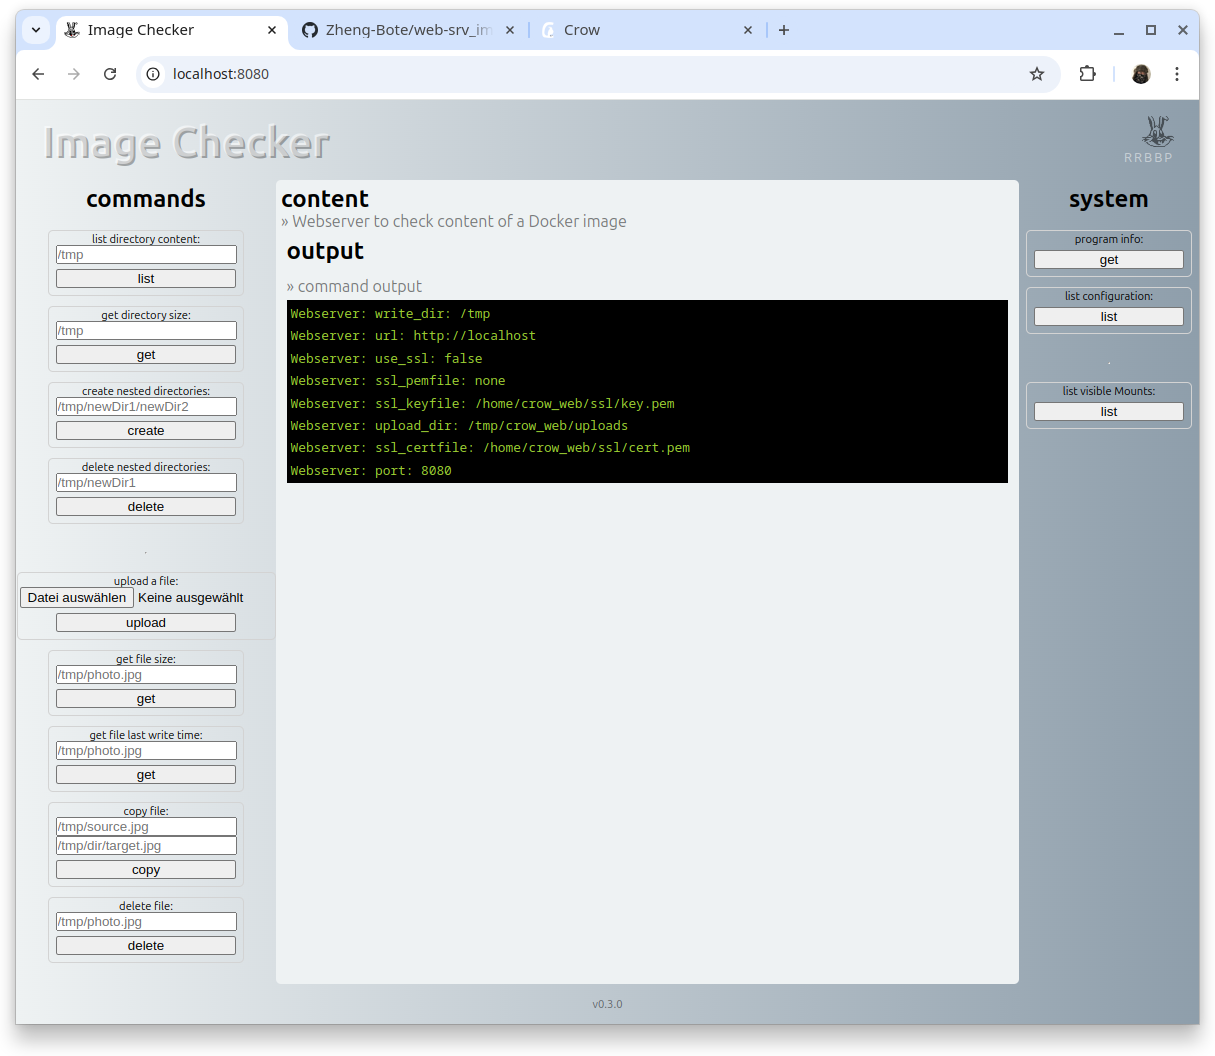 Image Checker
Zheng-Bote/web-srv_im
Crow
localhost:8080
Image Checker
RRBBP
commands
list directory content:
/tmp
list
get directory size:
/tmp
get
create nested directories:
/tmp/newDir1/newDir2
create
delete nested directories:
/tmp/newDir1
delete
.
upload a file:
Datei auswählen Keine ausgewählt
upload
get file size:
/tmp/photo.jpg
get
get file last write time:
/tmp/photo.jpg
get
copy file:
/tmp/source.jpg
/tmp/dir/target.jpg
copy
delete file:
/tmp/photo.jpg
delete
content
» Webserver to check content of a Docker image
output
» command output
Webserver: write_dir: /tmp
Webserver: url: http://localhost
Webserver: use_ssl: false
Webserver: ssl_pemfile: none
Webserver: ssl_keyfile: /home/crow_web/ssl/key.pem
Webserver: upload_dir: /tmp/crow_web/uploads
Webserver: ssl_certfile: /home/crow_web/ssl/cert.pem
Webserver: port: 8080
system
program info:
get
list configuration:
list
.
list visible Mounts:
list
v0.3.0